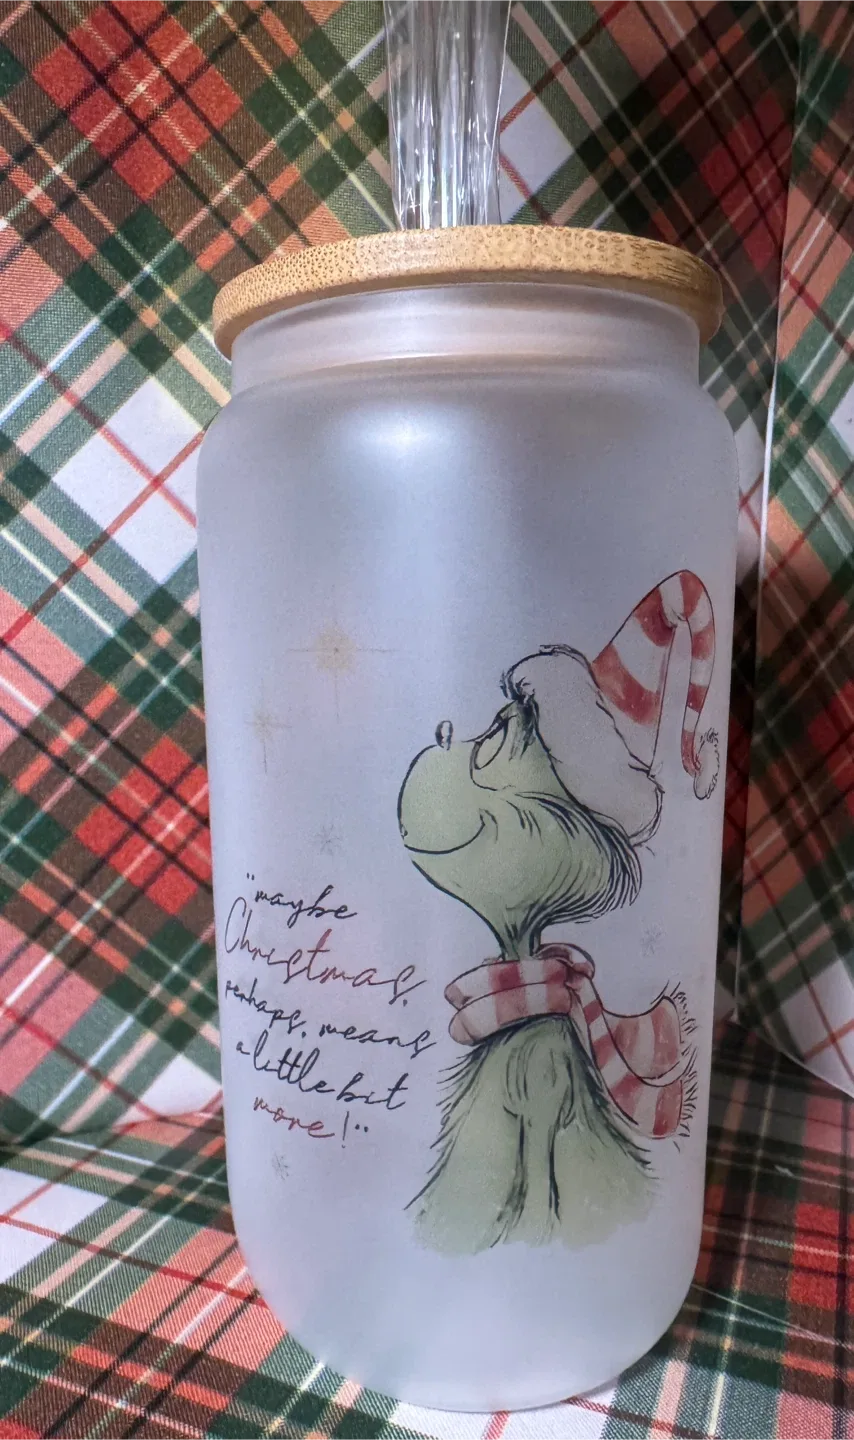 "maybe
Christmas,
perhaps, means
a little bit
more!"